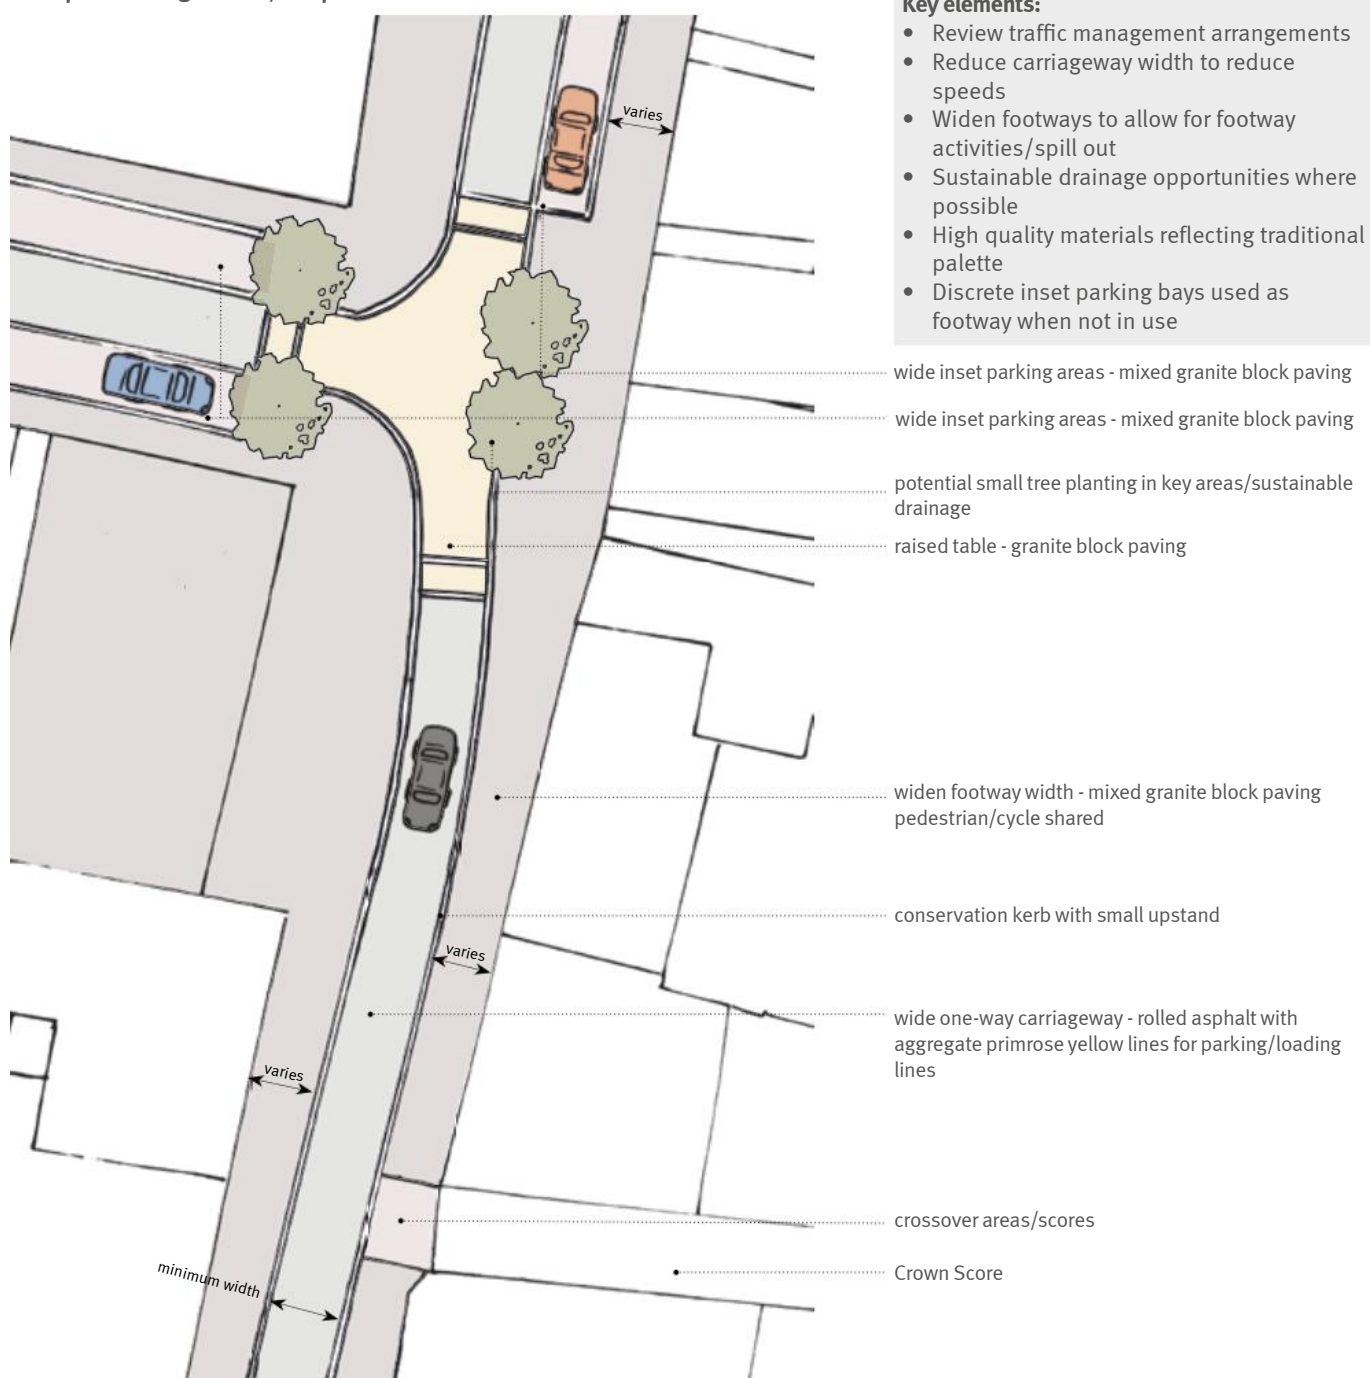 Key elements:
• Review traffic management arrangements
• Reduce carriageway width to reduce
speeds
• Widen footways to allow for footway
activities/spill out
• Sustainable drainage opportunities where
possible
• High quality materials reflecting traditional
palette
• Discrete inset parking bays used as
footway when not in use
varies
wide inset parking areas - mixed granite block paving
wide inset parking areas - mixed granite block paving
potential small tree planting in key areas/sustainable
drainage
raised table - granite block paving
widen footway width - mixed granite block paving
pedestrian/cycle shared
conservation kerb with small upstand
varies
wide one-way carriageway - rolled asphalt with
aggregate primrose yellow lines for parking/loading
lines
varies
crossover areas/scores
Crown Score
minimum width